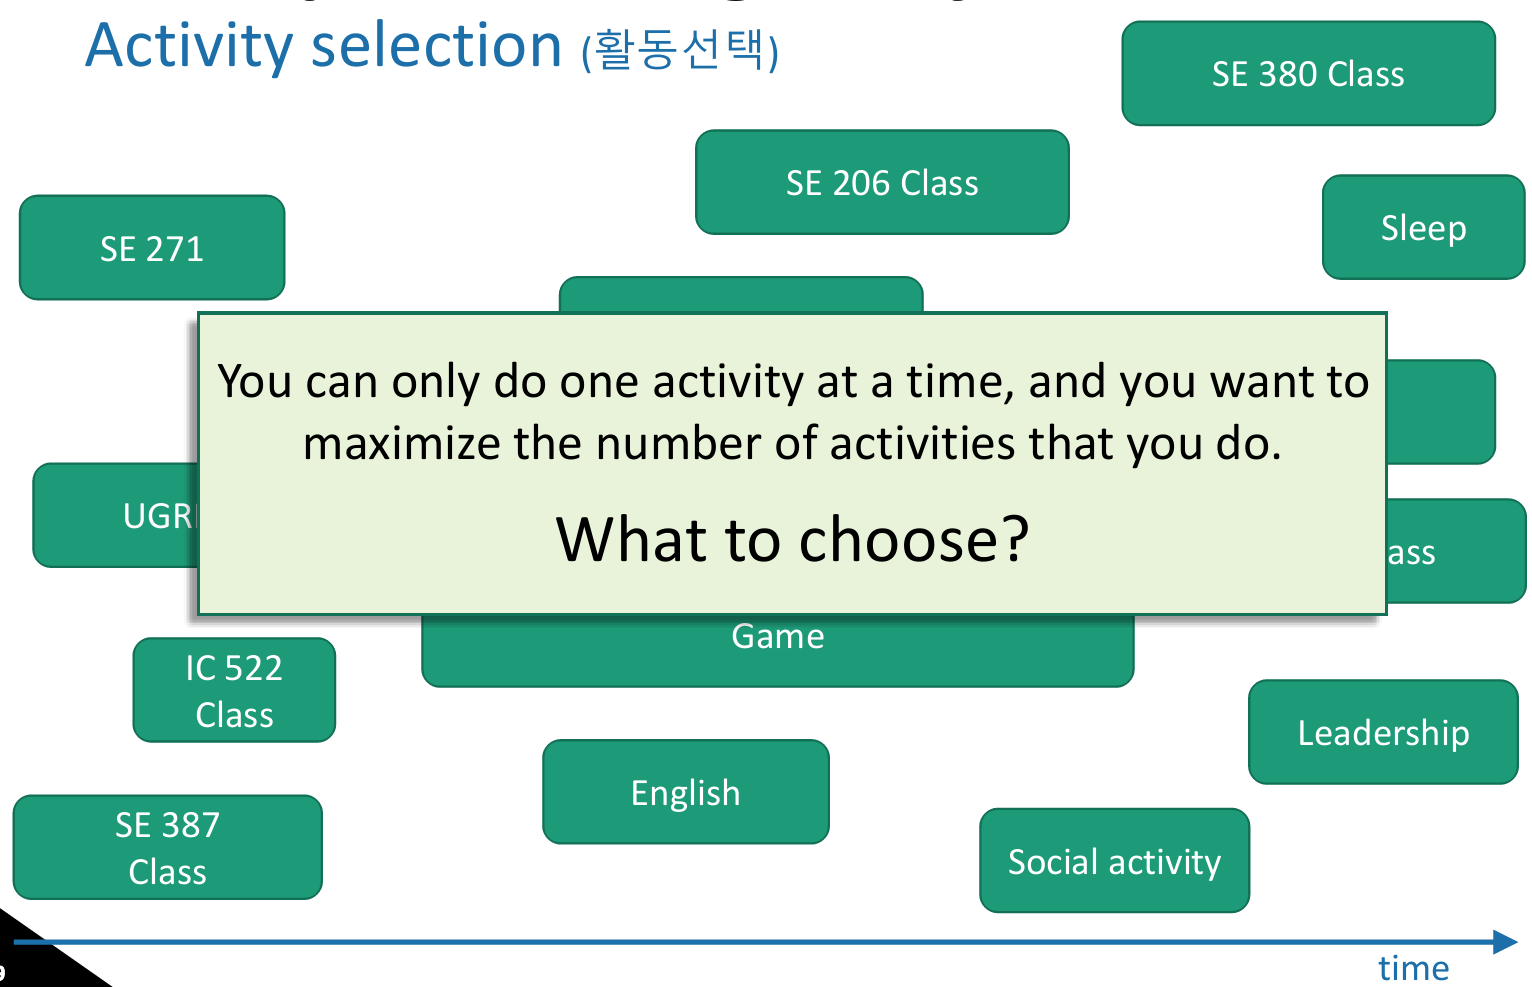 Activity selection (활동선택)
SE 380 Class
SE 206 Class
Sleep
SE 271
You can only do one activity at a time, and you want to
maximize the number of activities that you do.
What to choose?
ass
Game
IC 522
Class
Leadership
English
SE 387
Class
Social activity
time
9